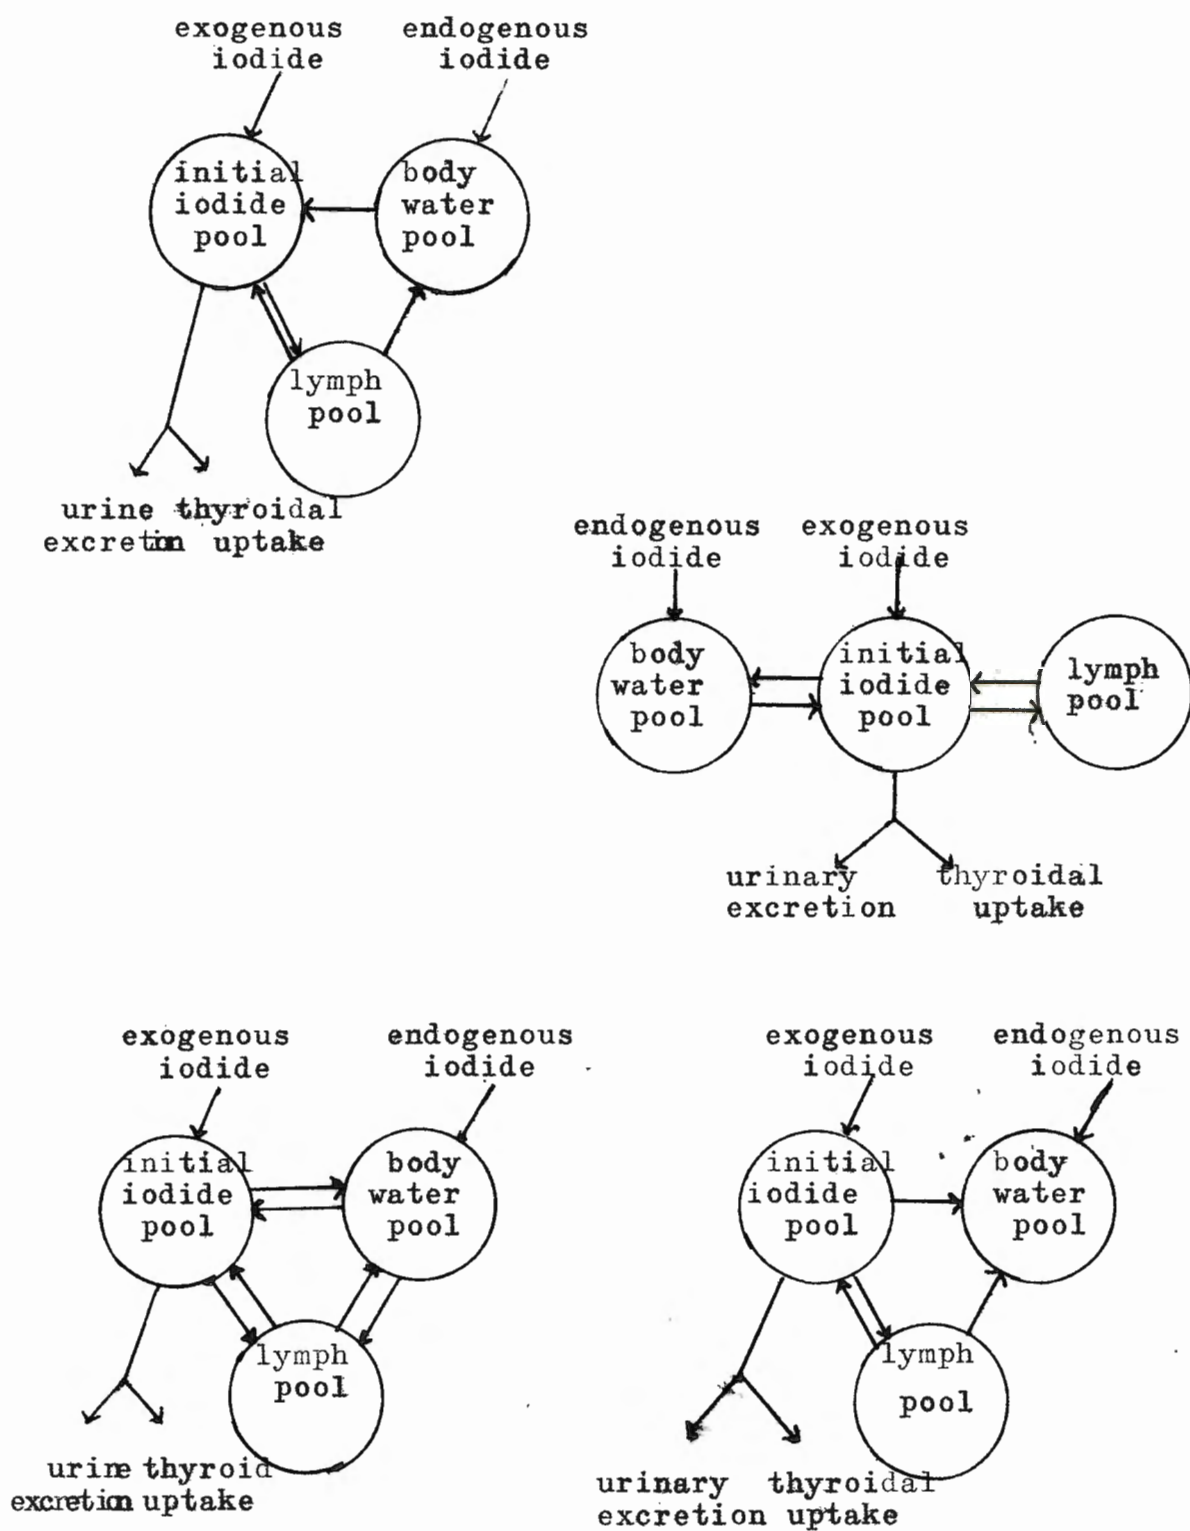 exogenous
iodide
endogenous
iodide
initial
iodide
pool
body
water
pool
lymph
pool
urine
excretion
thyroidal
uptake
endogenous
iodide
exogenous
iodide
body
water
pool
initial
iodide
pool
lymph
pool
urinary
excretion
thyroidal
uptake
exogenous
iodide
endogenous
iodide
initial
iodide
pool
body
water
pool
lymph
pool
urine
excretion
thyroid
uptake
exogenous
iodide
endogenous
iodide
initial
iodide
pool
body
water
pool
lymph
pool
urinary
excretion
thyroidal
uptake